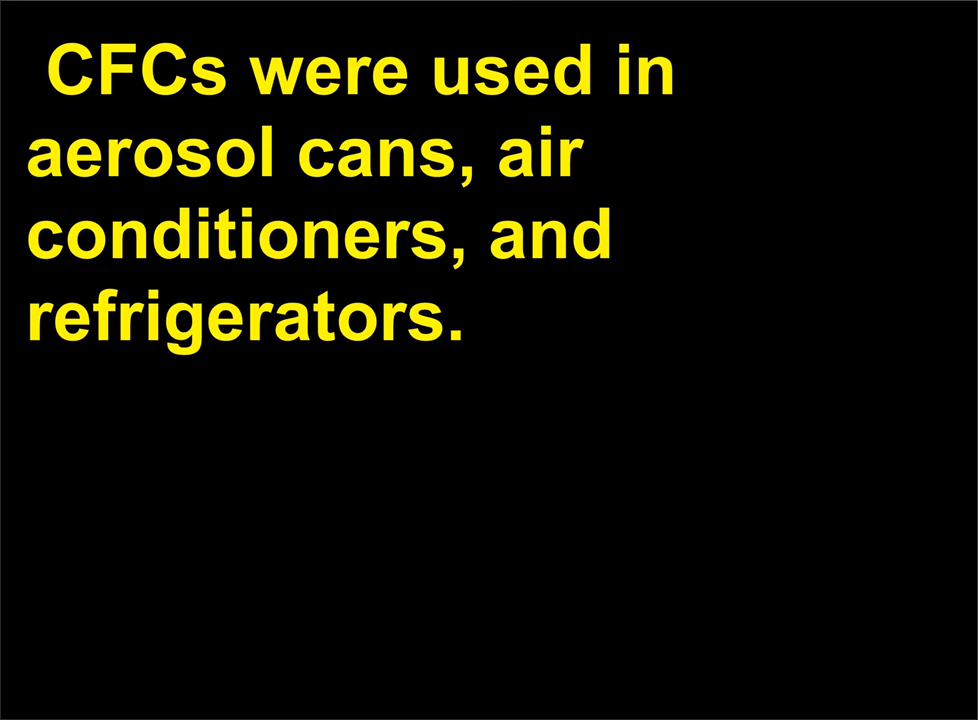 CFCs were used in
aerosol cans, air
conditioners, and
refrigerators.